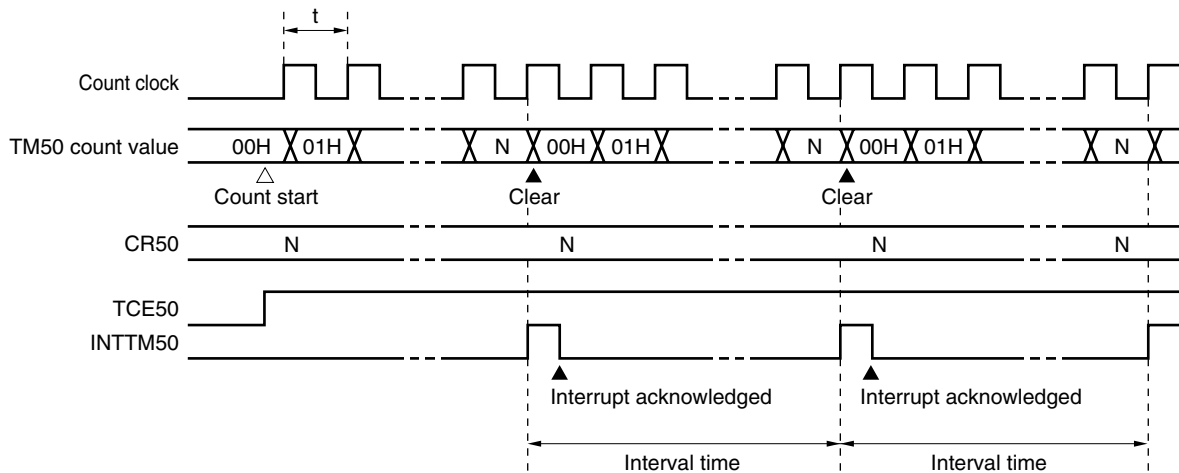 t
Count clock
TM50 count value 00H 01H N 00H 01H N 00H 01H N
Count start Clear Clear
CR50 N N N N
TCE50
INTTM50
Interrupt acknowledged Interrupt acknowledged
Interval time Interval time